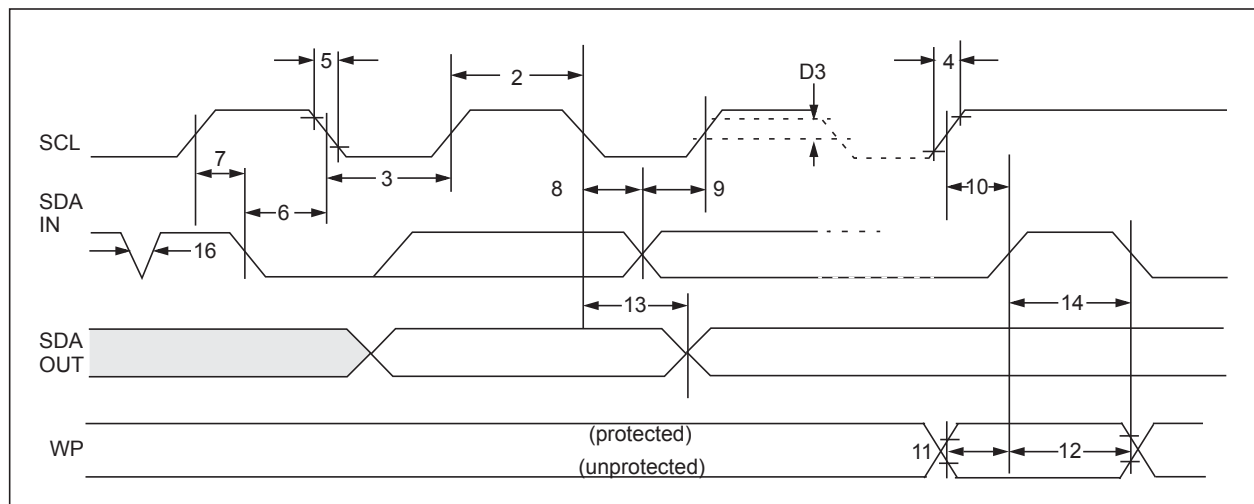 5
2
D3
4
SCL
7
3
8
9
10
SDA
IN
6
16
13
14
SDA
OUT
WP
(protected)
(unprotected)
11
12